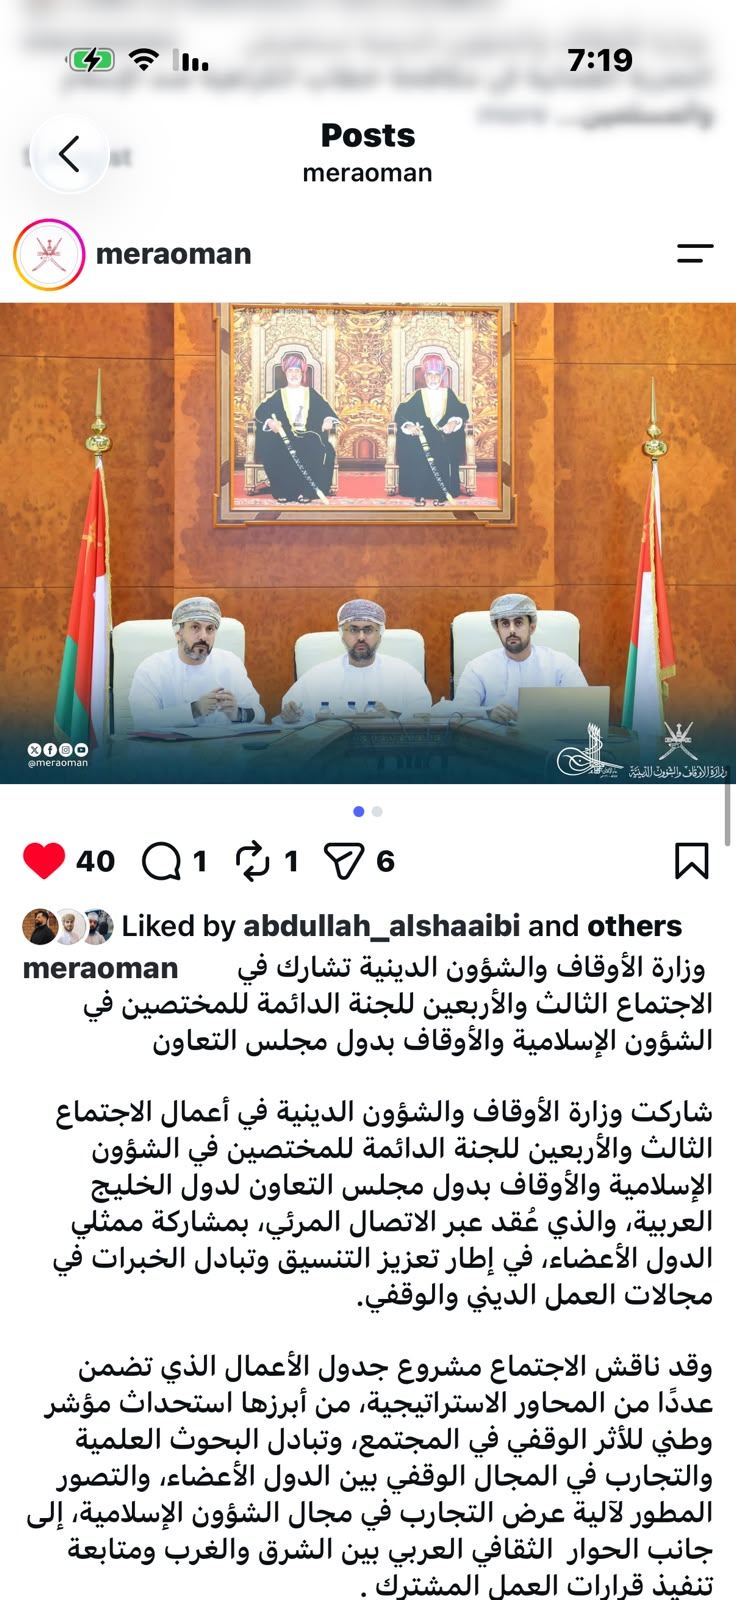 7:19
Posts
meraoman
meraoman
@meraoman
وزارة الأوقاف والشؤون الدينية
40
1
1
6
Liked by abdullah_alshaaibi and others
meraoman وزارة الأوقاف والشؤون الدينية تشارك في
الاجتماع الثالث والأربعين للجنة الدائمة للمختصين في
الشؤون الإسلامية والأوقاف بدول مجلس التعاون
شاركت وزارة الأوقاف والشؤون الدينية في أعمال الاجتماع
الثالث والأربعين للجنة الدائمة للمختصين في الشؤون
الإسلامية والأوقاف بدول مجلس التعاون لدول الخليج
العربية، والذي عُقد عبر الاتصال المرئي، بمشاركة ممثلي
الدول الأعضاء، في إطار تعزيز التنسيق وتبادل الخبرات في
مجالات العمل الديني والوقفي.
وقد ناقش الاجتماع مشروع جدول الأعمال الذي تضمن
عددًا من المحاور الاستراتيجية، من أبرزها استحداث مؤشر
وطني للأثر الوقفي في المجتمع، وتبادل البحوث العلمية
والتجارب في المجال الوقفي بين الدول الأعضاء، والتصور
المطور لآلية عرض التجارب في مجال الشؤون الإسلامية، إلى
جانب الحوار الثقافي العربي بين الشرق والغرب ومتابعة
تنفيذ قرارات العمل المشترك .